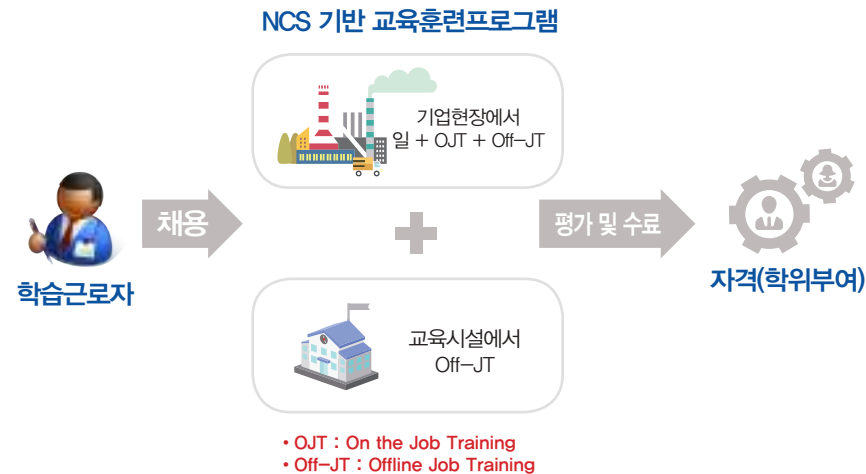 NCS 기반 교육훈련프로그램
기업현장에서
일 + OJT + Off-JT
학습근로자
채용
평가 및 수료
자격(학위부여)
교육시설에서
Off-JT
• OJT : On the Job Training
• Off-JT : Offline Job Training